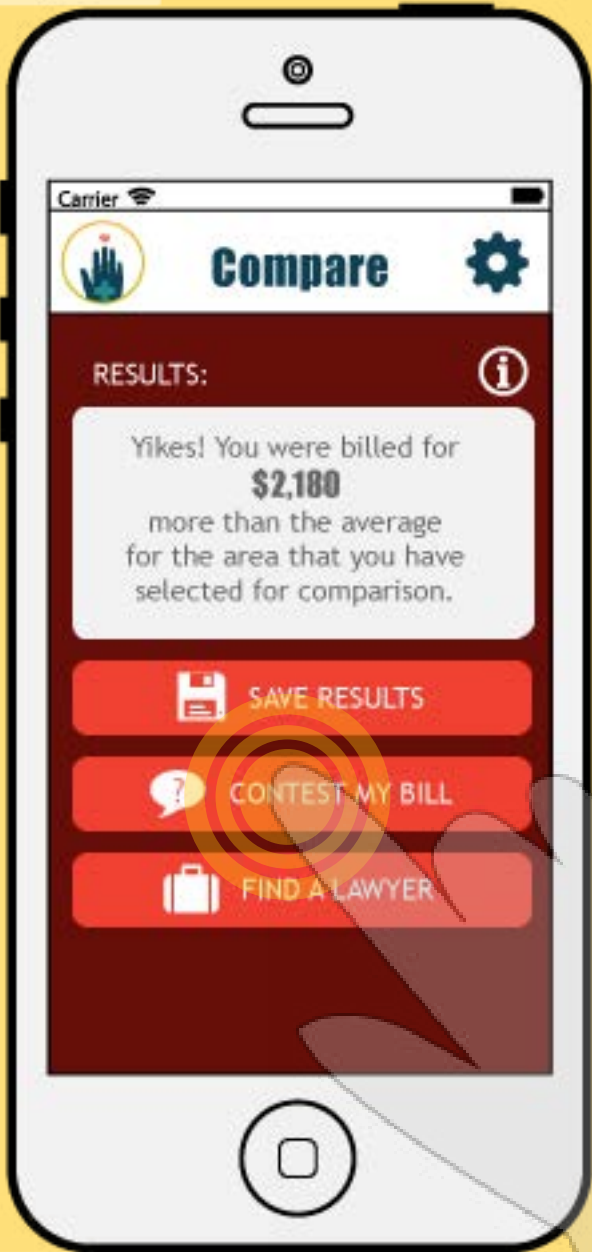 Carrier
Compare
RESULTS:
Yikes! You were billed for
$2,180
more than the average
for the area that you have
selected for comparison.
SAVE RESULTS
CONTEST MY BILL
FIND A LAWYER